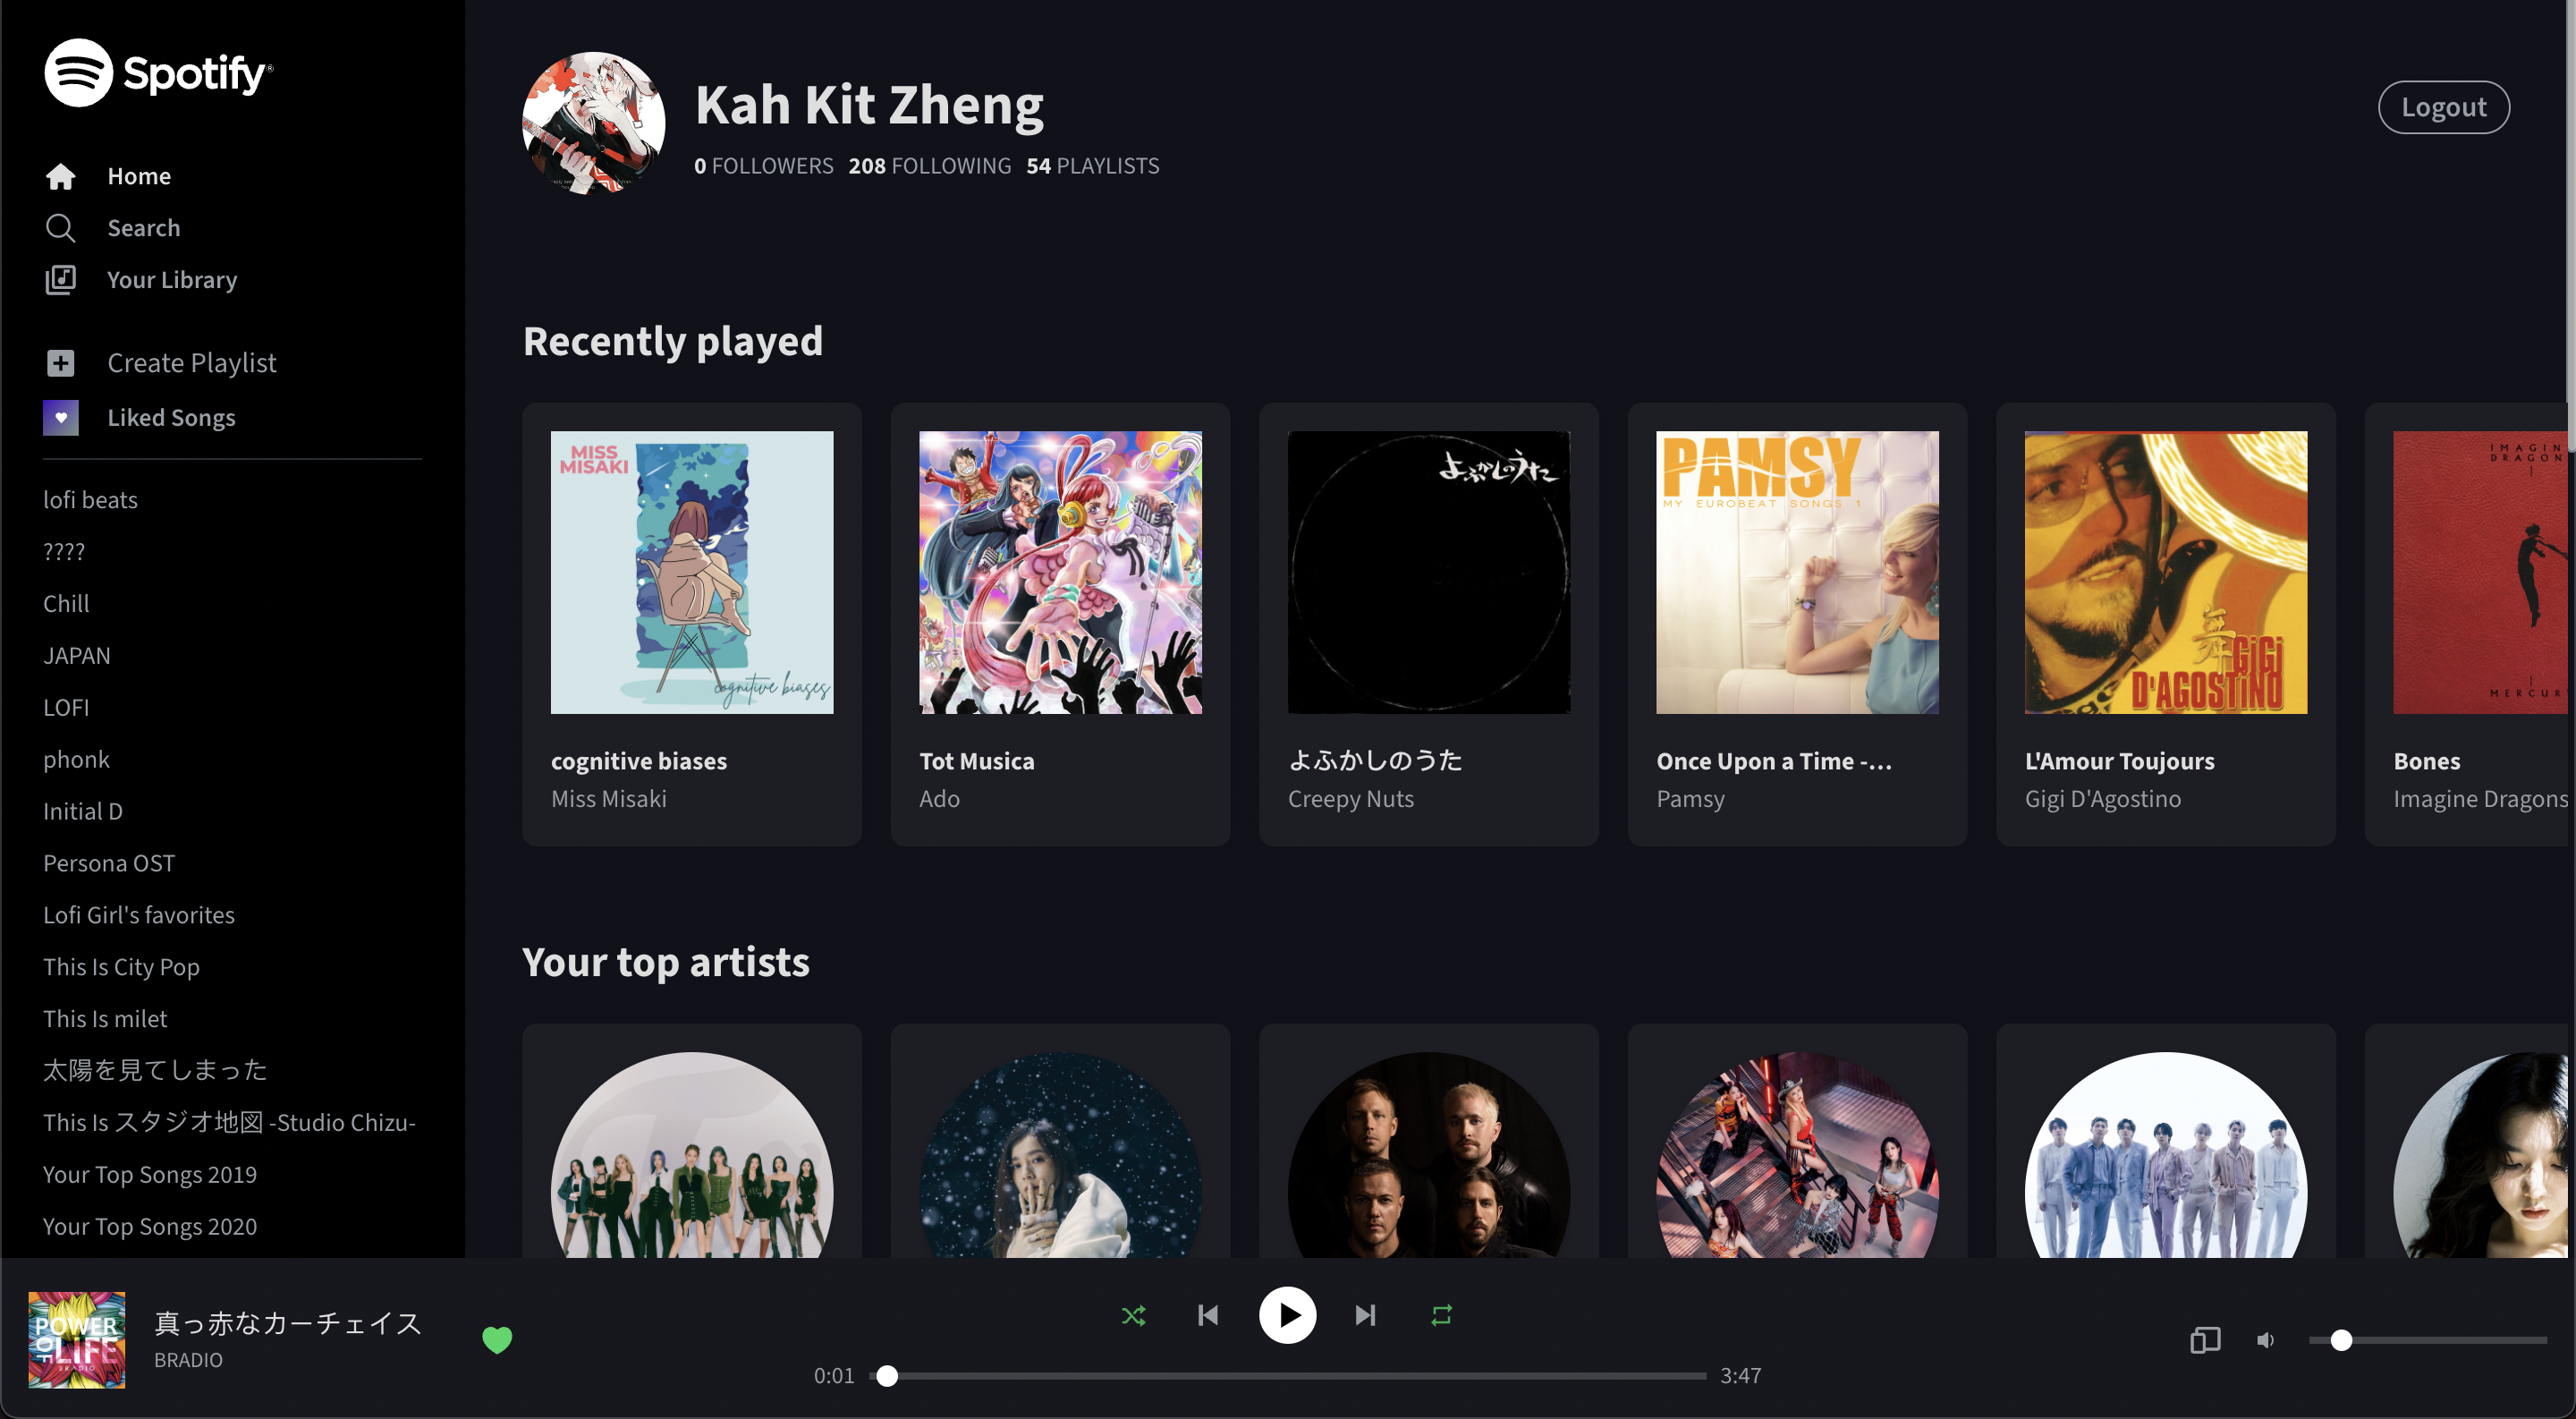 Spotify®
Home
Search
Your Library
Create Playlist
Liked Songs
lofi beats
????
Chill
JAPAN
LOFI
phonk
Initial D
Persona OST
Lofi Girl's favorites
This Is City Pop
This Is milet
太陽を見てしまった
This Is スタジオ地図 -Studio Chizu-
Your Top Songs 2019
Your Top Songs 2020
Kah Kit Zheng
0 FOLLOWERS 208 FOLLOWING 54 PLAYLISTS
Logout
Recently played
MISS
MISAKI
cognitive biases
cognitive biases
Miss Misaki
Tot Musica
Ado
よふかしのうた
よふかしのうた
Creepy Nuts
PAMSY
MY EUROBEAT SONGS 1
Once Upon a Time -...
Pamsy
舞
GiGi
D'AGOSTINO
L'Amour Toujours
Gigi D'Agostino
IMAGIN
DRAGON
MERCUR
Bones
Imagine Dragons
Your top artists
POWER
OF LIFE
BRADIO
真っ赤なカーチェイス
BRADIO
0:01
3:47